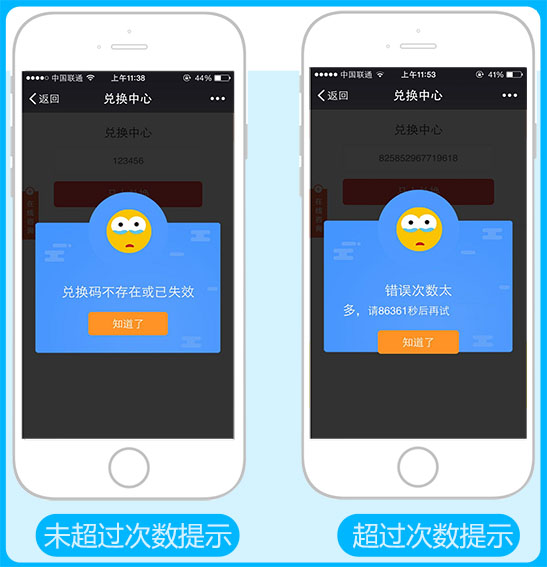 中国联通
上午11:38
44%
返回
兑换中心
兑换中心
123456
兑换码不存在或已失效
知道了
未超过次数提示
中国联通
上午11:53
41%
返回
兑换中心
兑换中心
825852967719618
错误次数太
多，请86361秒后再试
知道了
超过次数提示